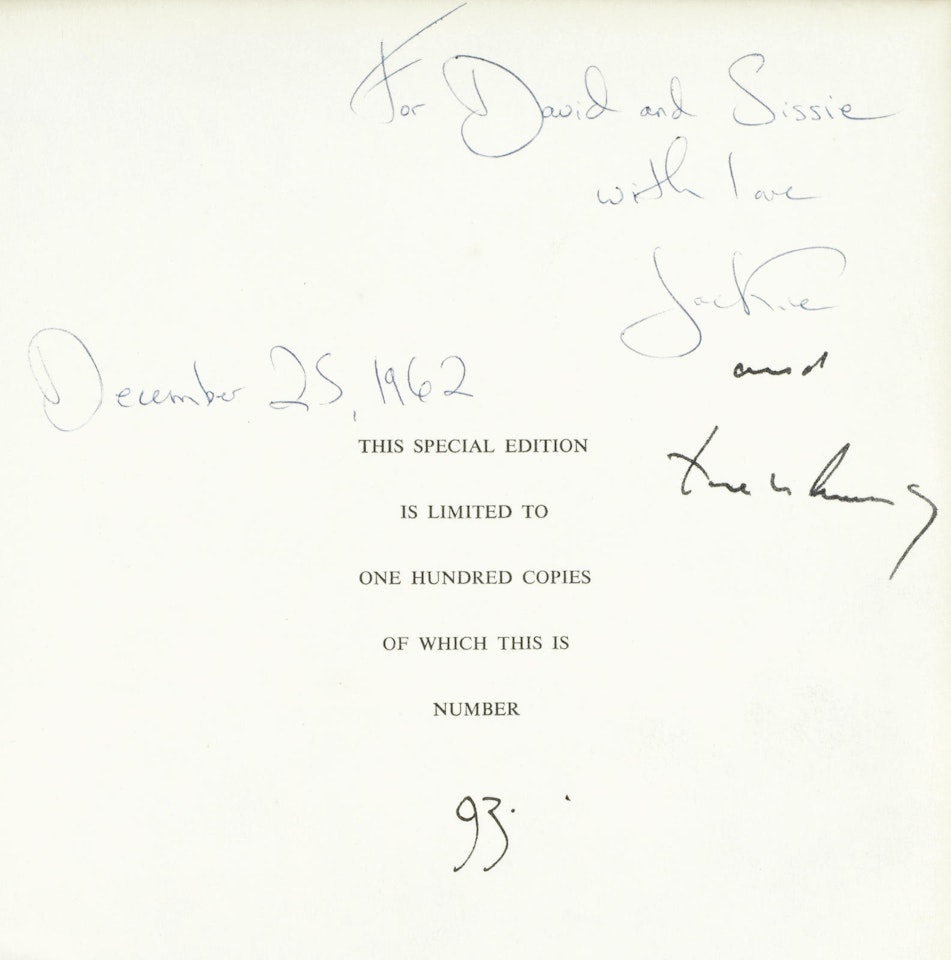 For David and Sissie
with love
Jackie
and
December 25, 1962
THIS SPECIAL EDITION
IS LIMITED TO
ONE HUNDRED COPIES
OF WHICH THIS IS
NUMBER
93.